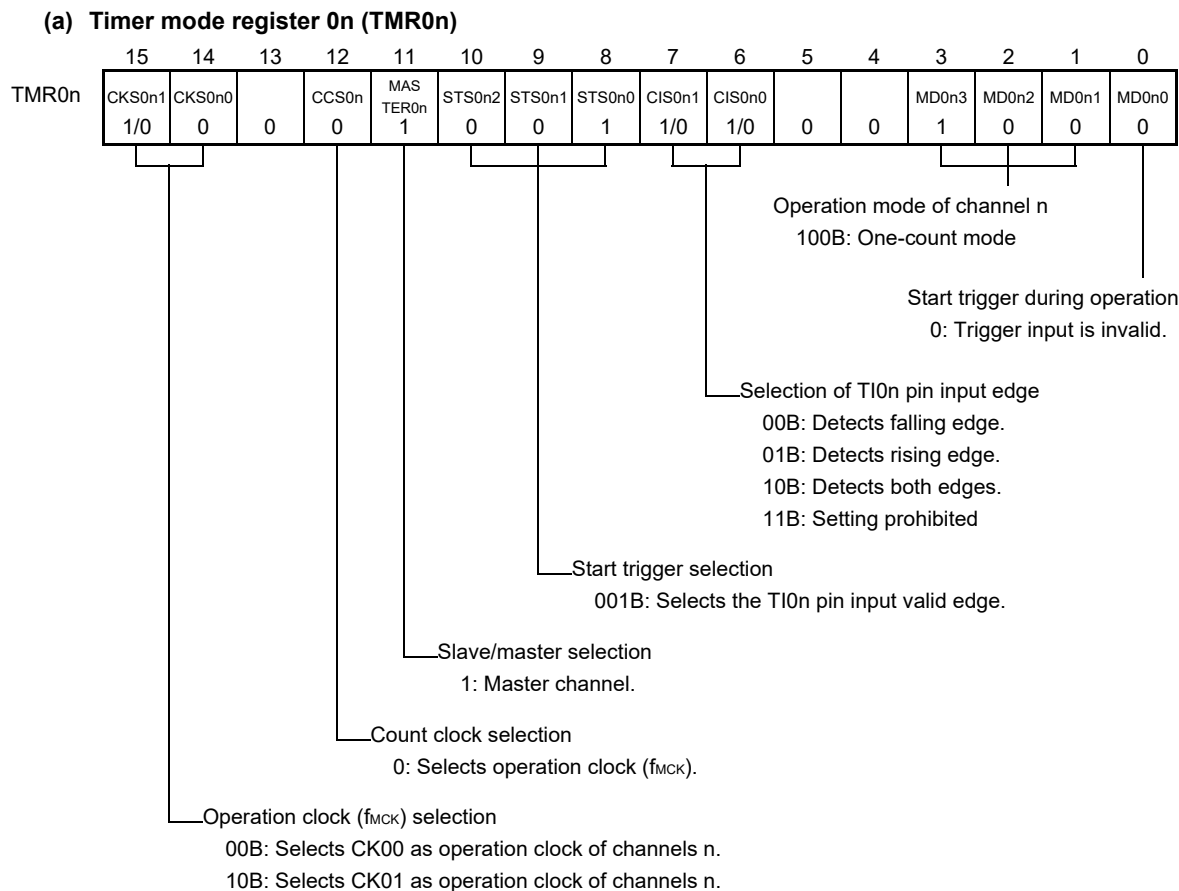 (a) Timer mode register 0n (TMR0n)
15 14 13 12 11 10 9 8 7 6 5 4 3 2 1 0
TMR0n CKS0n1 CKS0n0 CCS0n MAS TER0n STS0n2 STS0n1 STS0n0 CIS0n1 CIS0n0 MD0n3 MD0n2 MD0n1 MD0n0
1/0 0 0 0 1 0 0 1 1/0 1/0 0 0 1 0 0 0
Operation mode of channel n
100B: One-count mode
Start trigger during operation
0: Trigger input is invalid.
Selection of TI0n pin input edge
00B: Detects falling edge.
01B: Detects rising edge.
10B: Detects both edges.
11B: Setting prohibited
Start trigger selection
001B: Selects the TI0n pin input valid edge.
Slave/master selection
1: Master channel.
Count clock selection
0: Selects operation clock (fMCK).
Operation clock (fMCK) selection
00B: Selects CK00 as operation clock of channels n.
10B: Selects CK01 as operation clock of channels n.